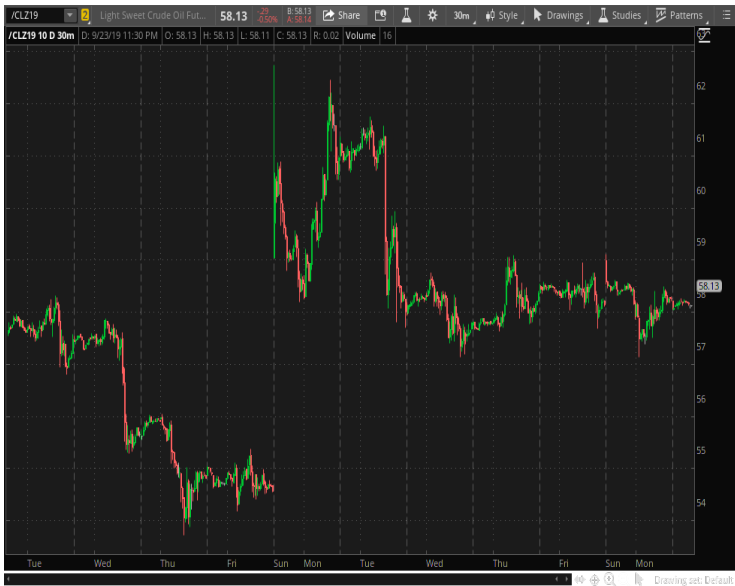 /CLZ19 2 Light Sweet Crude Oil Fut... 58.13 -.29 -0.50% B: 58.13 A: 58.14 Share 30m Style Drawings Studies Patterns
/CLZ19 10 D 30m D: 9/23/19 11:30 PM O: 58.13 H: 58.13 L: 58.11 C: 58.13 R: 0.02 Volume 16
62
61
60
59
58.13
58
57
56
55
54
Tue Wed Thu Fri Sun Mon Tue Wed Thu Fri Sun Mon
Drawing set: Default